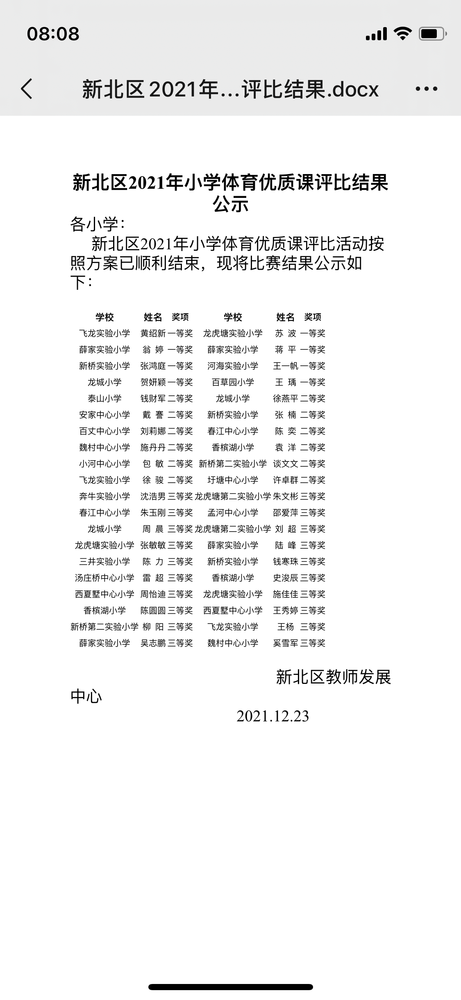 08:08
新北区2021年...评比结果.docx
新北区2021年小学体育优质课评比结果
公示
各小学：
新北区2021年小学体育优质课评比活动按
照方案已顺利结束，现将比赛结果公示如
下：
学校 姓名 奖项 学校 姓名 奖项
飞龙实验小学 黄绍新 一等奖 龙虎塘实验小学 苏 波 一等奖
薛家实验小学 翁 婷 一等奖 薛家实验小学 蒋 平 一等奖
新桥实验小学 张鸿庭 一等奖 河海实验小学 王一帆 一等奖
龙城小学 贺妍颖 一等奖 百草园小学 王 瑀 一等奖
泰山小学 钱财军 二等奖 龙城小学 徐燕平 二等奖
安家中心小学 戴 謇 二等奖 新桥实验小学 张 楠 二等奖
百丈中心小学 刘莉娜 二等奖 春江中心小学 陈 奕 二等奖
魏村中心小学 施丹丹 二等奖 香槟湖小学 袁 洋 二等奖
小河中心小学 包 敏 二等奖 新桥第二实验小学 谈文文 二等奖
飞龙实验小学 徐 骏 二等奖 圩塘中心小学 许卓群 二等奖
奔牛实验小学 沈浩男 三等奖 龙虎塘第二实验小学 朱文彬 三等奖
春江中心小学 朱玉刚 三等奖 孟河中心小学 邵爱萍 三等奖
龙城小学 周 晨 三等奖 龙虎塘第二实验小学 刘 超 三等奖
龙虎塘实验小学 张敏敏 三等奖 薛家实验小学 陆 峰 三等奖
三井实验小学 陈 力 三等奖 新桥实验小学 钱寒珠 三等奖
汤庄桥中心小学 雷 超 三等奖 香槟湖小学 史浚辰 三等奖
西夏墅中心小学 周怡迪 三等奖 龙虎塘实验小学 施佳佳 三等奖
香槟湖小学 陈圆圆 三等奖 西夏墅中心小学 王秀婷 三等奖
新桥第二实验小学 柳 阳 三等奖 飞龙实验小学 王杨 三等奖
薛家实验小学 吴志鹏 三等奖 魏村中心小学 奚雪军 三等奖
新北区教师发展
中心
2021.12.23